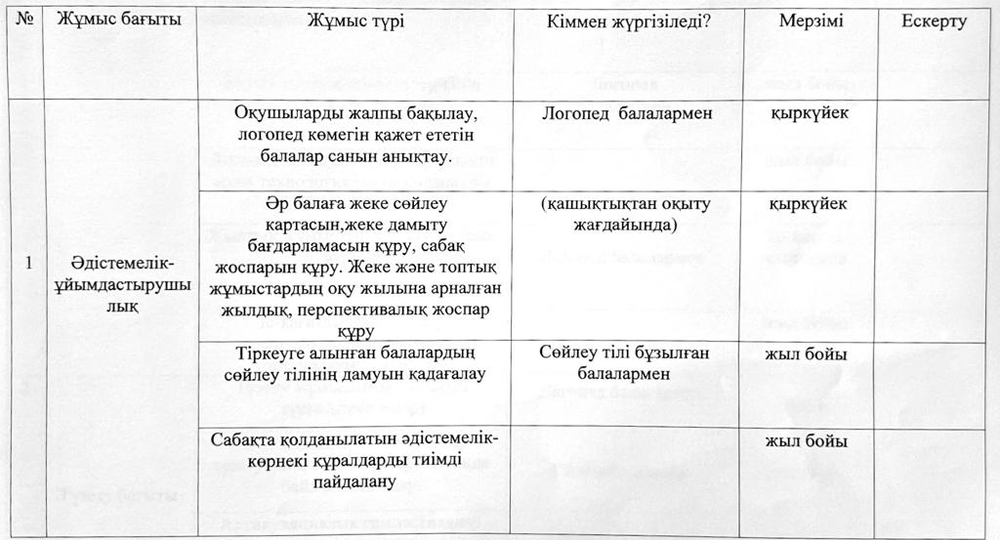 № Жұмыс бағыты Жұмыс түрі Кіммен жүргізіледі? Мерзімі Ескерту
Оқушыларды жалпы бақылау, Логопед балалармен қыркүйек
логопед көмегін қажет ететін
балалар санын анықтау.
Әр балаға жеке сөйлеу (қашықтықтан оқыту қыркүйек
картасын,жеке дамыту жағдайында)
бағдарламасын құру, сабақ
1 Әдістемелік- жоспарын құру. Жеке және топтық
ұйымдастырушы жұмыстардың оқу жылына арналған
лық жылдық, перспективалық жоспар
құру
Тіркеуге алынған балалардың Сөйлеу тілі бұзылған жыл бойы
сөйлеу тілінің дамуын қадағалау балалармен
Сабақта қолданылатын әдістемелік- жыл бойы
көрнекі құралдарды тиімді
пайдалану